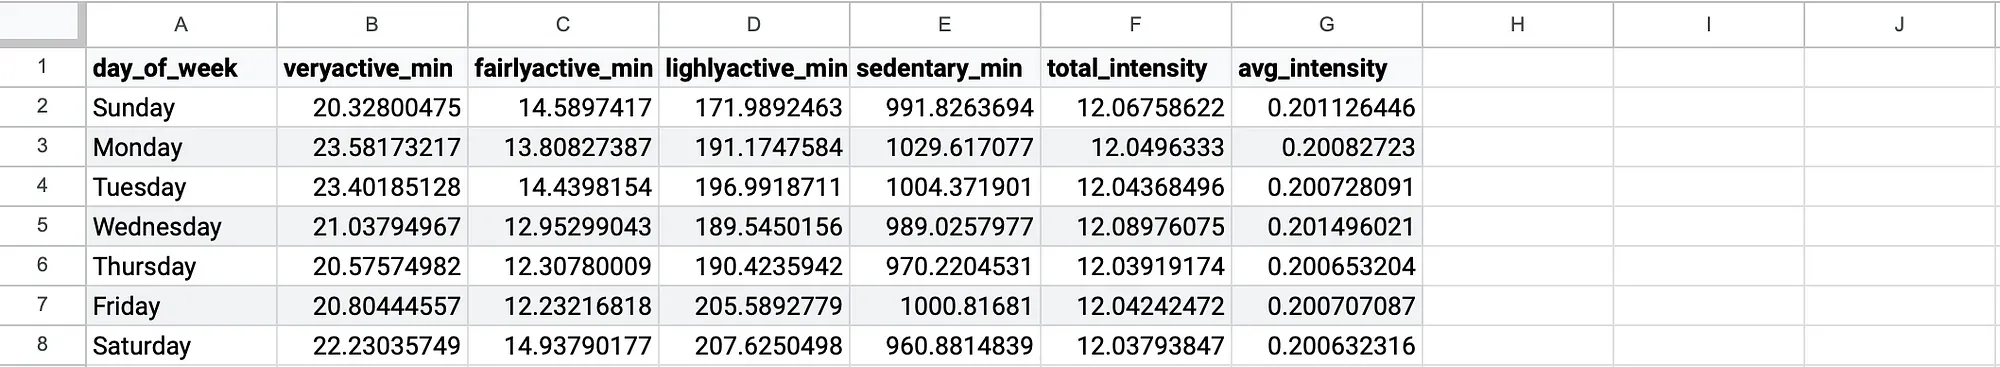 A B C D E F G H I J
1 day_of_week veryactive_min fairlyactive_min lighlyactive_min sedentary_min total_intensity avg_intensity
2 Sunday 20.32800475 14.5897417 171.9892463 991.8263694 12.06758622 0.201126446
3 Monday 23.58173217 13.80827387 191.1747584 1029.617077 12.0496333 0.20082723
4 Tuesday 23.40185128 14.4398154 196.9918711 1004.371901 12.04368496 0.200728091
5 Wednesday 21.03794967 12.95299043 189.5450156 989.0257977 12.08976075 0.201496021
6 Thursday 20.57574982 12.30780009 190.4235942 970.2204531 12.03919174 0.200653204
7 Friday 20.80444557 12.23216818 205.5892779 1000.81681 12.04242472 0.200707087
8 Saturday 22.23035749 14.93790177 207.6250498 960.8814839 12.03793847 0.200632316